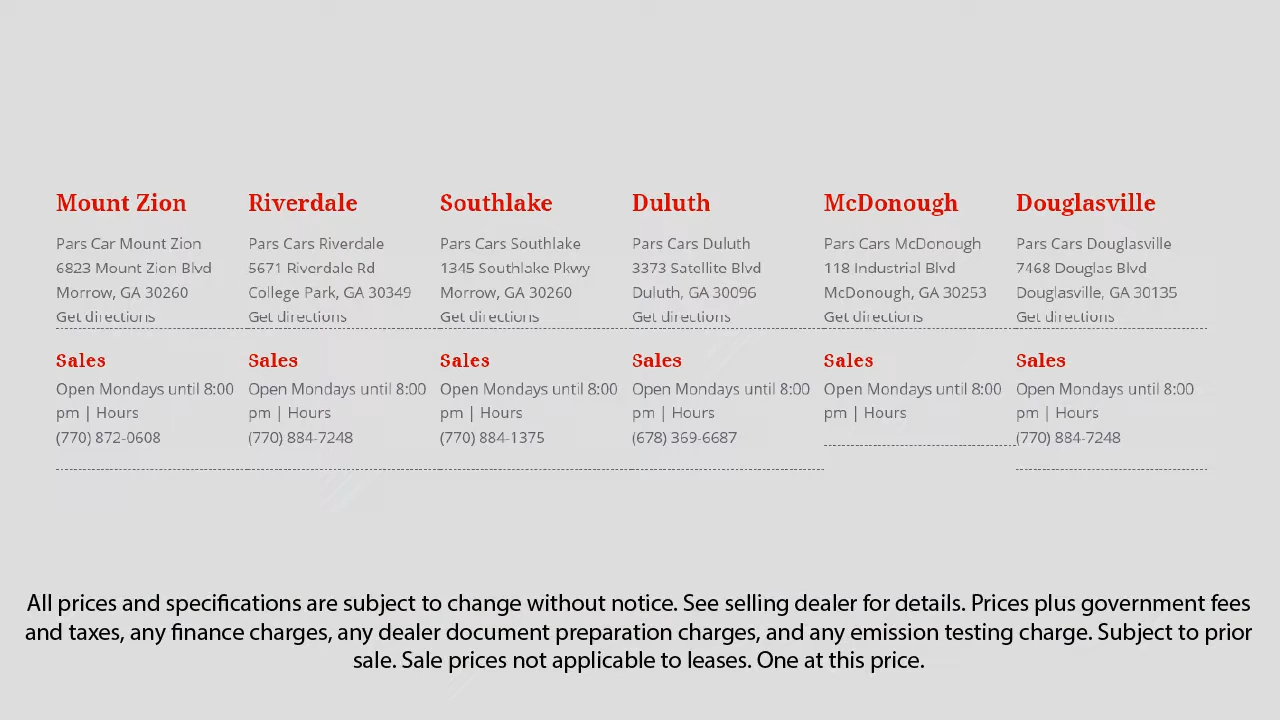 Mount Zion
Pars Car Mount Zion
6823 Mount Zion Blvd
Morrow, GA 30260
Get directions
Sales
Open Mondays until 8:00
pm | Hours
(770) 872-0608
Riverdale
Pars Cars Riverdale
5671 Riverdale Rd
College Park, GA 30349
Get directions
Sales
Open Mondays until 8:00
pm | Hours
(770) 884-7248
Southlake
Pars Cars Southlake
1345 Southlake Pkwy
Morrow, GA 30260
Get directions
Sales
Open Mondays until 8:00
pm | Hours
(770) 884-1375
Duluth
Pars Cars Duluth
3373 Satellite Blvd
Duluth, GA 30096
Get directions
Sales
Open Mondays until 8:00
pm | Hours
(678) 369-6687
McDonough
Pars Cars McDonough
118 Industrial Blvd
McDonough, GA 30253
Get directions
Sales
Open Mondays until 8:00
pm | Hours
Douglasville
Pars Cars Douglasville
7468 Douglas Blvd
Douglasville, GA 30135
Get directions
Sales
Open Mondays until 8:00
pm | Hours
(770) 884-7248
All prices and specifications are subject to change without notice. See selling dealer for details. Prices plus government fees
and taxes, any finance charges, any dealer document preparation charges, and any emission testing charge. Subject to prior
sale. Sale prices not applicable to leases. One at this price.